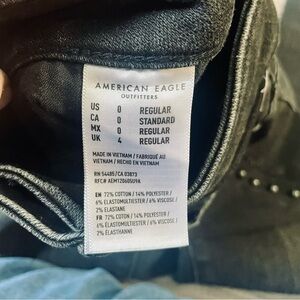 AMERICAN EAGLE
OUTFITTERS
US 0 REGULAR
CA 0 STANDARD
MX 0 REGULAR
UK 4 REGULAR
MADE IN VIETNAM / FABRIQUÉ AU
VIETNAM / HECHO EN VIETNAM
RN 54485/CA 03873
EN 72% COTTON / 14% POLYESTER /
6% ELASTOMULTIESTER / 6% VISCOSE /
2% ELASTANE
FR 72% COTON / 14% POLYESTER /
6% ÉLASTOMULTIESTER / 6% VISCOSE /
2% ÉLASTHANNE